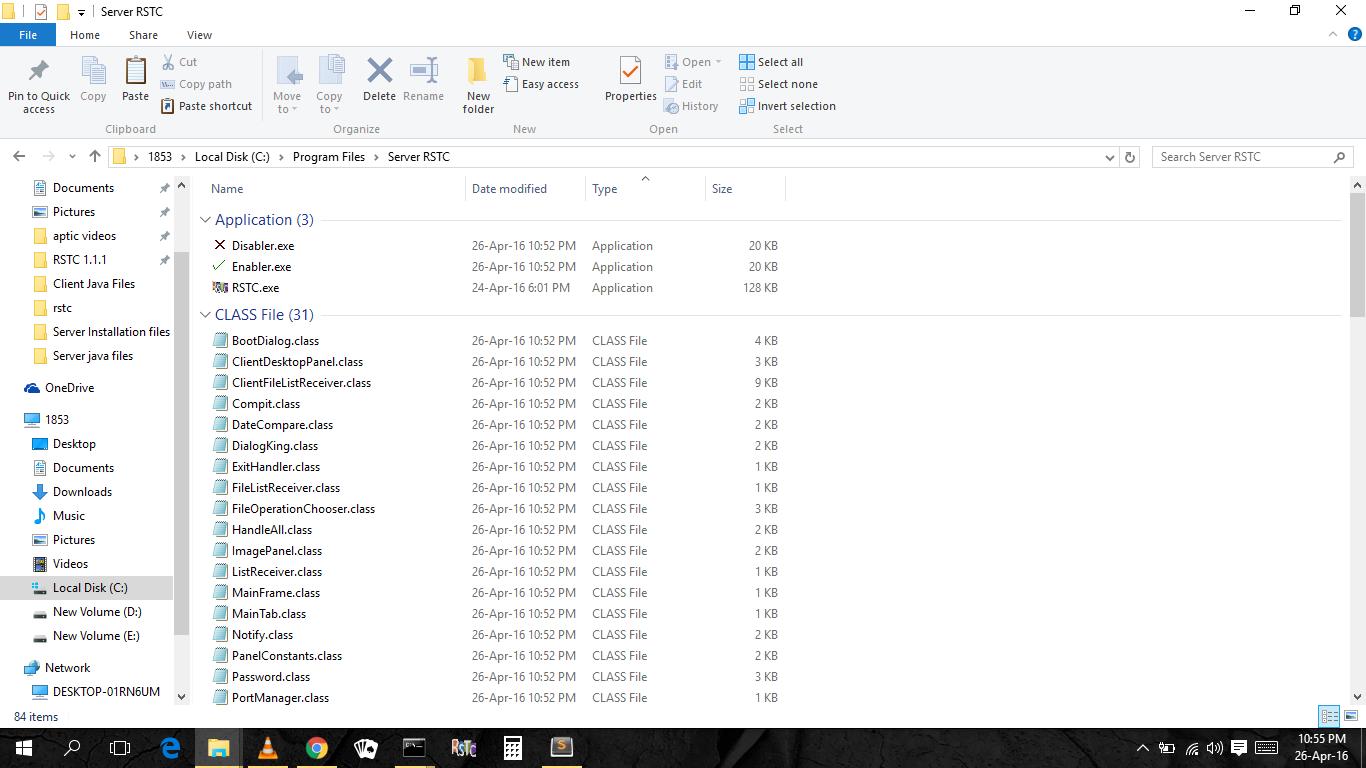 Server RSTC
File Home Share View
Pin to Quick access
Copy
Paste
Cut
Copy path
Paste shortcut
Clipboard
Move to
Copy to
Delete
Rename
Organize
New folder
New item
Easy access
New
Properties
Open
Edit
History
Open
Select all
Select none
Invert selection
Select
1853 Local Disk (C:) Program Files Server RSTC
Search Server RSTC
Documents
Pictures
aptic videos
RSTC 1.1.1
Client Java Files
rstc
Server Installation files
Server java files
OneDrive
1853
Desktop
Documents
Downloads
Music
Pictures
Videos
Local Disk (C:)
New Volume (D:)
New Volume (E:)
Network
DESKTOP-01RN6UM
Name Date modified Type Size
Application (3)
Disabler.exe 26-Apr-16 10:52 PM Application 20 KB
Enabler.exe 26-Apr-16 10:52 PM Application 20 KB
RSTC.exe 24-Apr-16 6:01 PM Application 128 KB
CLASS File (31)
BootDialog.class 26-Apr-16 10:52 PM CLASS File 4 KB
ClientDesktopPanel.class 26-Apr-16 10:52 PM CLASS File 3 KB
ClientFileListReceiver.class 26-Apr-16 10:52 PM CLASS File 9 KB
Compit.class 26-Apr-16 10:52 PM CLASS File 2 KB
DateCompare.class 26-Apr-16 10:52 PM CLASS File 2 KB
DialogKing.class 26-Apr-16 10:52 PM CLASS File 2 KB
ExitHandler.class 26-Apr-16 10:52 PM CLASS File 1 KB
FileListReceiver.class 26-Apr-16 10:52 PM CLASS File 1 KB
FileOperationChooser.class 26-Apr-16 10:52 PM CLASS File 3 KB
HandleAll.class 26-Apr-16 10:52 PM CLASS File 2 KB
ImagePanel.class 26-Apr-16 10:52 PM CLASS File 2 KB
ListReceiver.class 26-Apr-16 10:52 PM CLASS File 1 KB
MainFrame.class 26-Apr-16 10:52 PM CLASS File 1 KB
MainTab.class 26-Apr-16 10:52 PM CLASS File 1 KB
Notify.class 26-Apr-16 10:52 PM CLASS File 2 KB
PanelConstants.class 26-Apr-16 10:52 PM CLASS File 2 KB
Password.class 26-Apr-16 10:52 PM CLASS File 3 KB
PortManager.class 26-Apr-16 10:52 PM CLASS File 1 KB
84 items
RSTC
10:55 PM
26-Apr-16